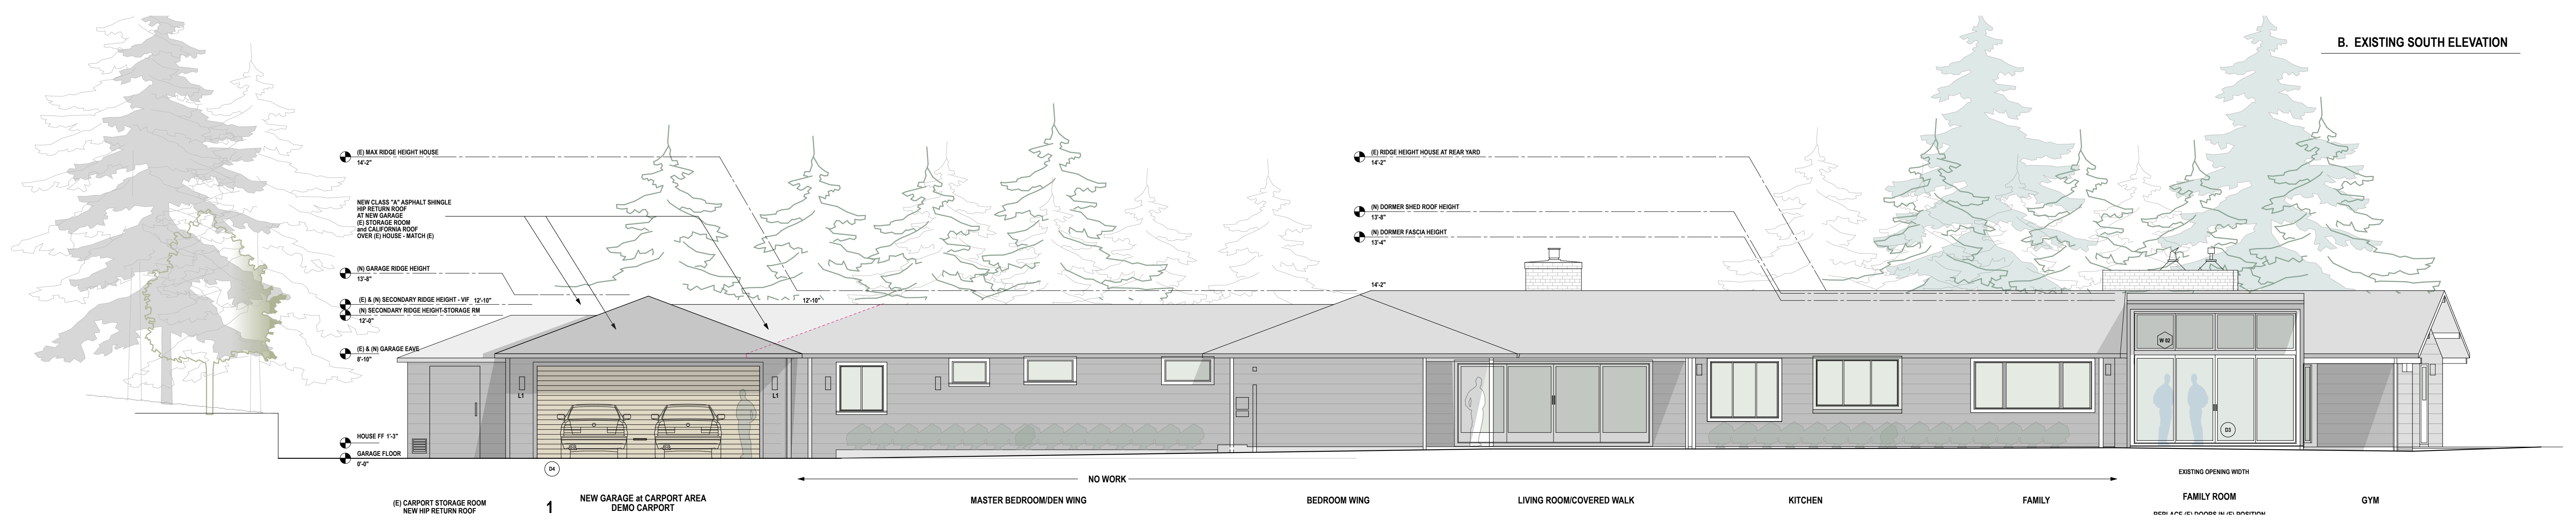 B. EXISTING SOUTH ELEVATION
(E) MAX RIDGE HEIGHT HOUSE
14'-2"
(E) RIDGE HEIGHT HOUSE AT REAR YARD
14'-2"
NEW CLASS "A" ASPHALT SHINGLE
HIP RETURN ROOF
AT NEW GARAGE
(E) STORAGE ROOM
and CALIFORNIA ROOF
OVER (E) HOUSE - MATCH (E)
(N) DORMER SHED ROOF HEIGHT
13'-8"
(N) DORMER FASCIA HEIGHT
13'-4"
(N) GARAGE RIDGE HEIGHT
13'-8"
14'-2"
(E) & (N) SECONDARY RIDGE HEIGHT - VIF 12'-10"
12'-10"
(N) SECONDARY RIDGE HEIGHT-STORAGE RM
12'-0"
(E) & (N) GARAGE EAVE
8'-10"
W 02
L1
L1
D3
HOUSE FF 1'-3"
GARAGE FLOOR
0'-0"
D4
EXISTING OPENING WIDTH
NO WORK
(E) CARPORT STORAGE ROOM
NEW HIP RETURN ROOF
1
NEW GARAGE at CARPORT AREA
DEMO CARPORT
MASTER BEDROOM/DEN WING
BEDROOM WING
LIVING ROOM/COVERED WALK
KITCHEN
FAMILY
FAMILY ROOM
GYM
REPLACE (E) DOORS IN (E) POSITION